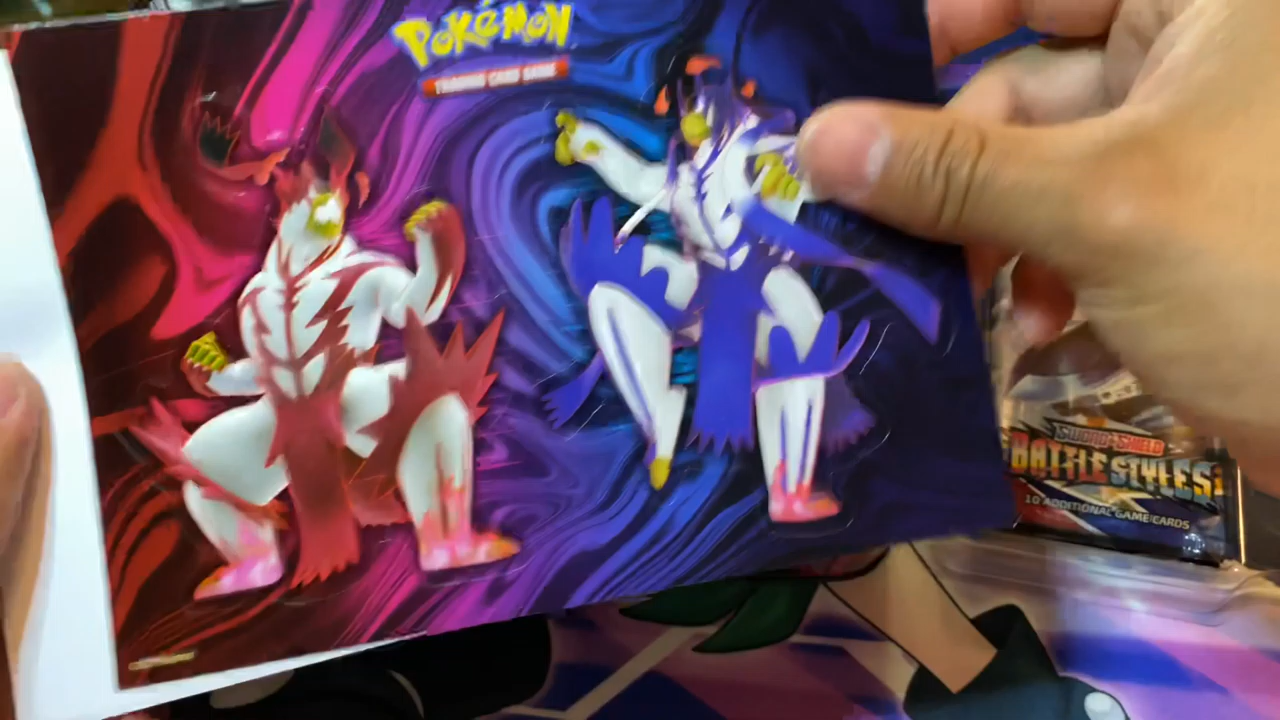 POKÉMON
TRADING CARD GAME
SWORD & SHIELD
BATTLE STYLES
10 ADDITIONAL GAME CARDS